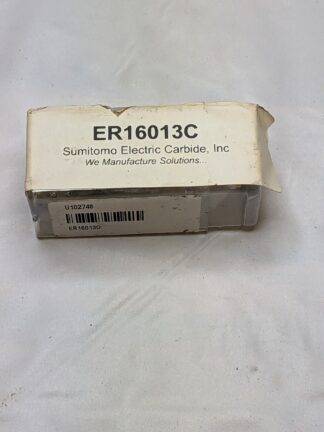 ER16013C
Sumitomo Electric Carbide, Inc
We Manufacture Solutions...
U102748
ER16013C